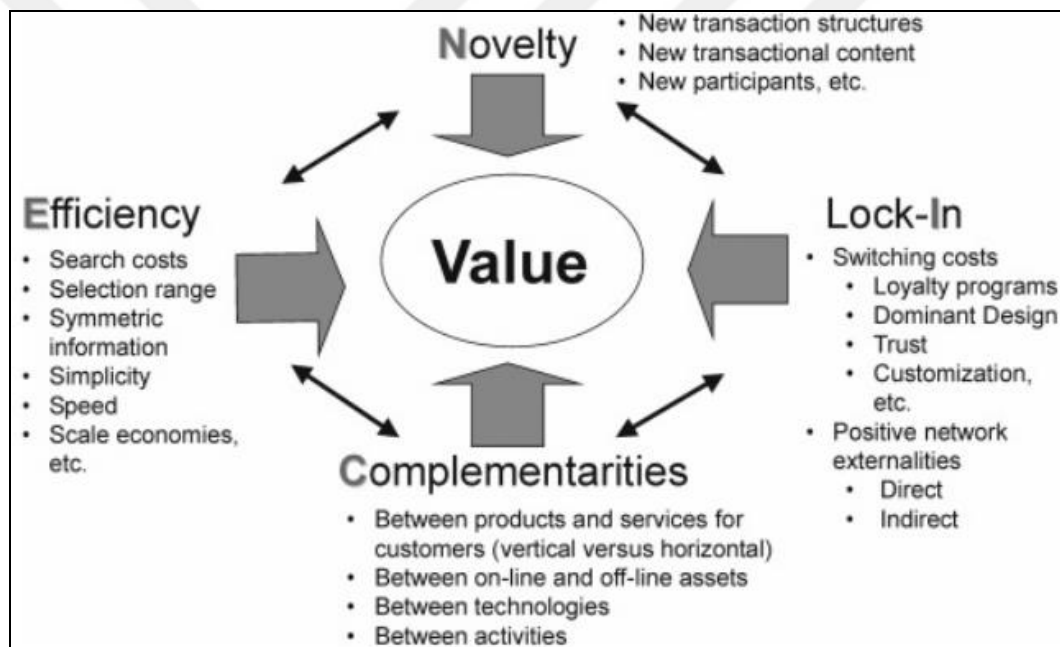 Novelty
• New transaction structures
• New transactional content
• New participants, etc.
Efficiency
• Search costs
• Selection range
• Symmetric
information
• Simplicity
• Speed
• Scale economies,
etc.
Value
Lock-In
• Switching costs
• Loyalty programs
• Dominant Design
• Trust
• Customization,
etc.
• Positive network
externalities
• Direct
• Indirect
Complementarities
• Between products and services for
customers (vertical versus horizontal)
• Between on-line and off-line assets
• Between technologies
• Between activities